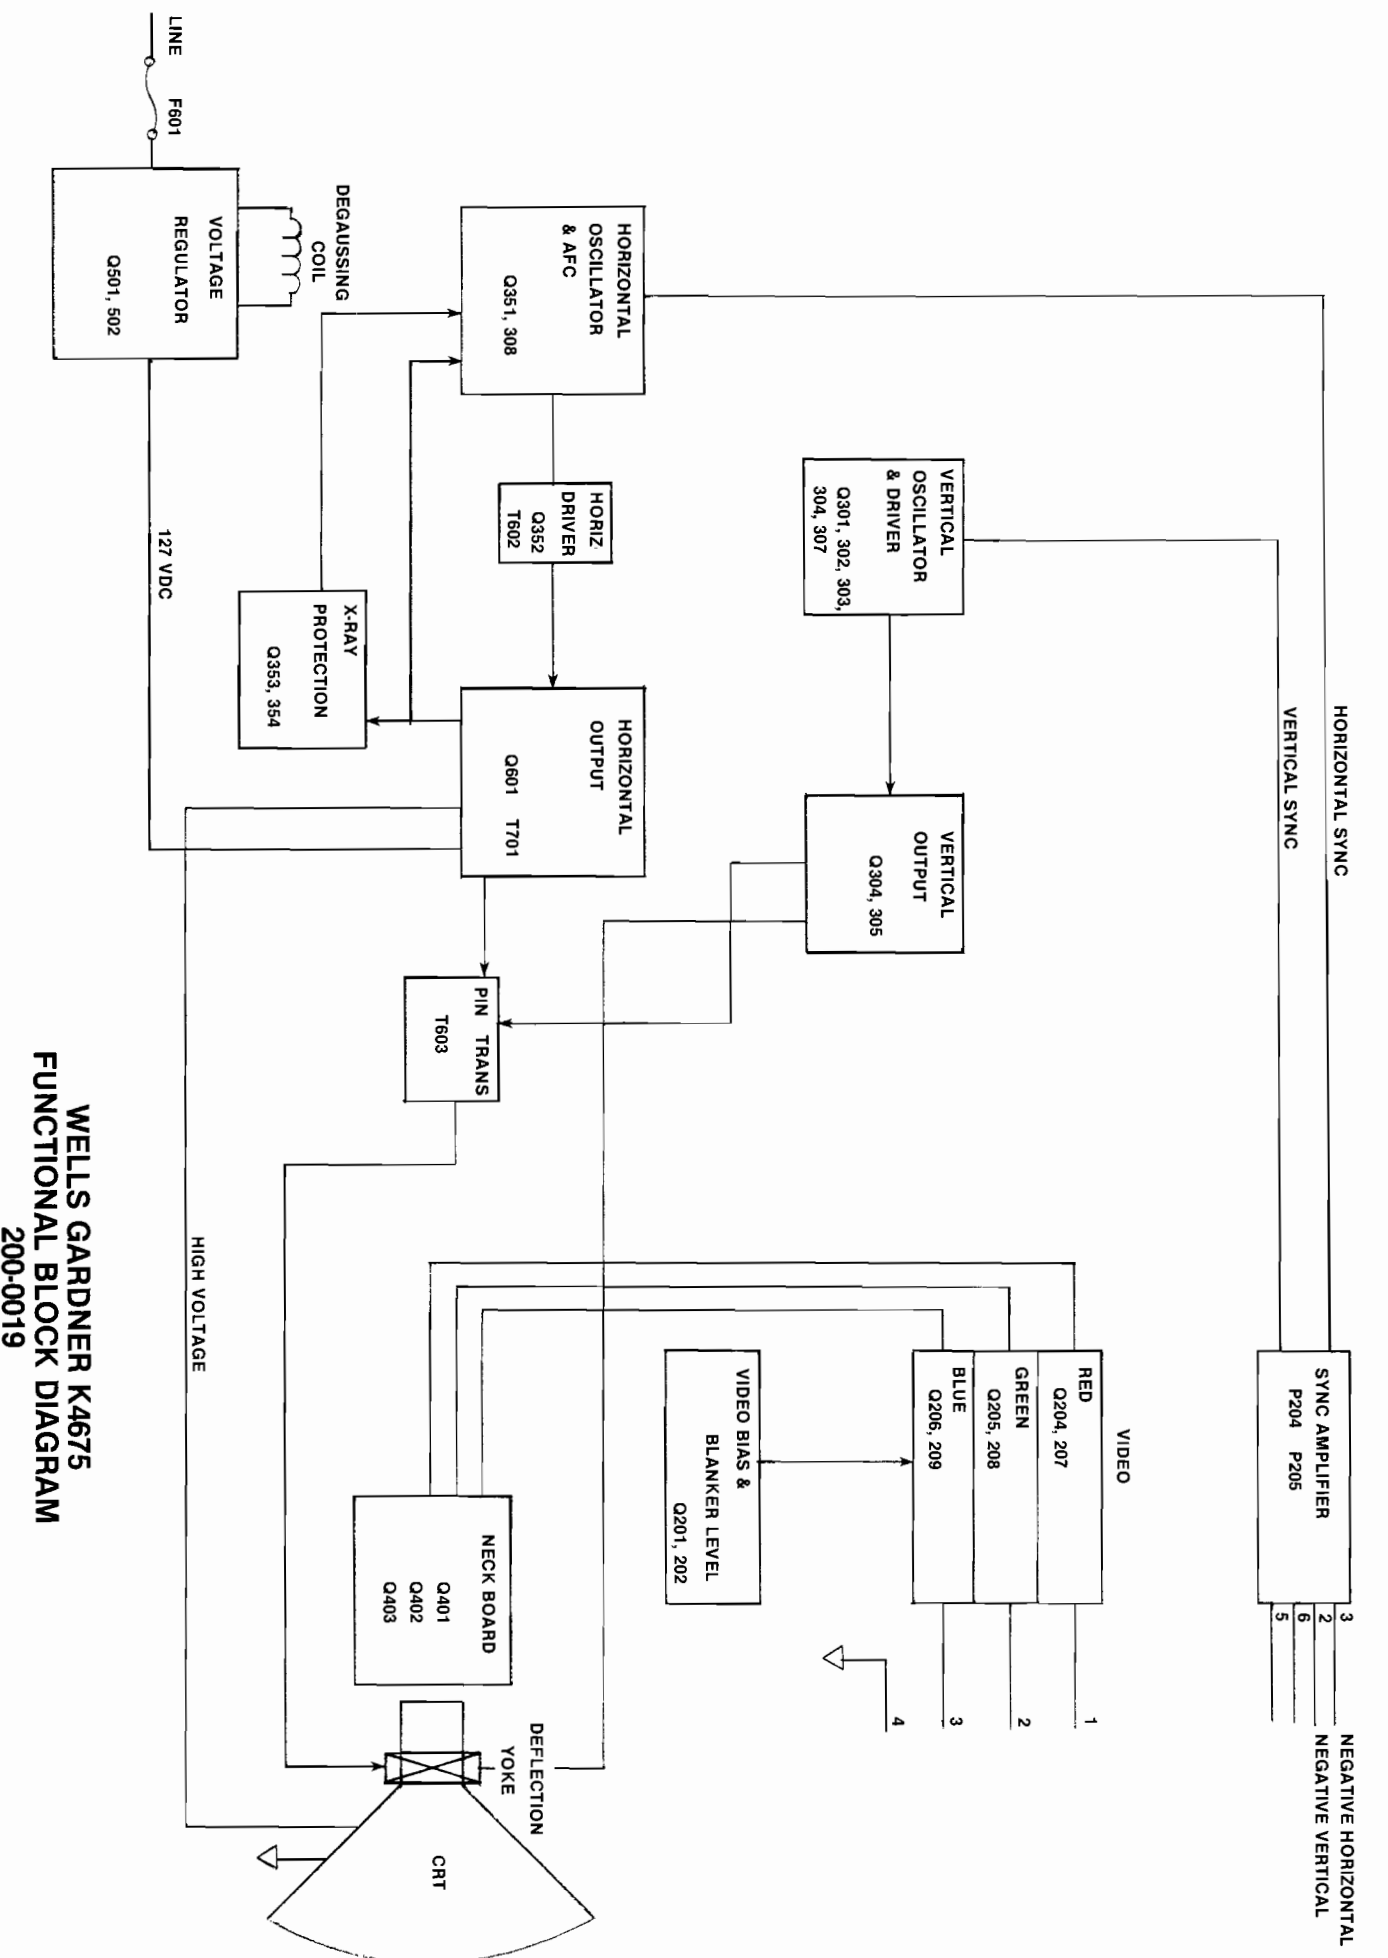 NEGATIVE HORIZONTAL
NEGATIVE VERTICAL
3
2
6
5
SYNC AMPLIFIER
P204 P205
HORIZONTAL SYNC
VERTICAL SYNC
VIDEO
RED
Q204, 207
GREEN
Q205, 208
BLUE
Q206, 209
1
2
3
4
VIDEO BIAS &
BLANKER LEVEL
Q201, 202
VERTICAL
OSCILLATOR
& DRIVER
Q301, 302, 303,
304, 307
VERTICAL
OUTPUT
Q304, 305
HORIZONTAL
OSCILLATOR
& AFC
Q351, 308
HORIZ.
DRIVER
Q352
T602
HORIZONTAL
OUTPUT
Q601 T701
PIN TRANS
T603
NECK BOARD
Q401
Q402
Q403
DEFLECTION
YOKE
CRT
DEGAUSSING
COIL
X-RAY
PROTECTION
Q353, 354
LINE F601
VOLTAGE
REGULATOR
Q501, 502
127 VDC
HIGH VOLTAGE
WELLS GARDNER K4675
FUNCTIONAL BLOCK DIAGRAM
200-0019